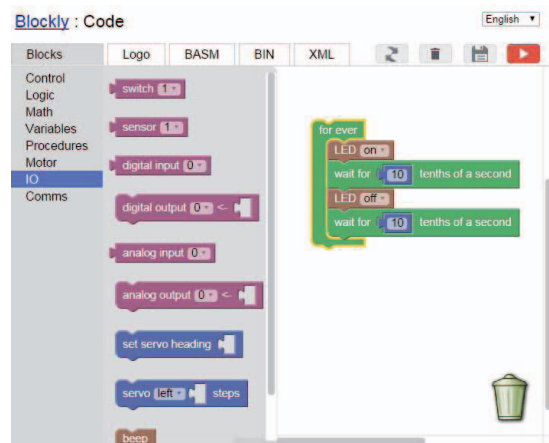 Blockly : Code
English
Blocks
Logo BASM BIN XML
Control
Logic
Math
Variables
Procedures
Motor
IO
Comms
switch 1
sensor 1
digital input 0
digital output 0 <-
analog input 0
analog output 0 <-
set servo heading
servo left steps
beep
for ever
LED on
wait for 10 tenths of a second
LED off
wait for 10 tenths of a second